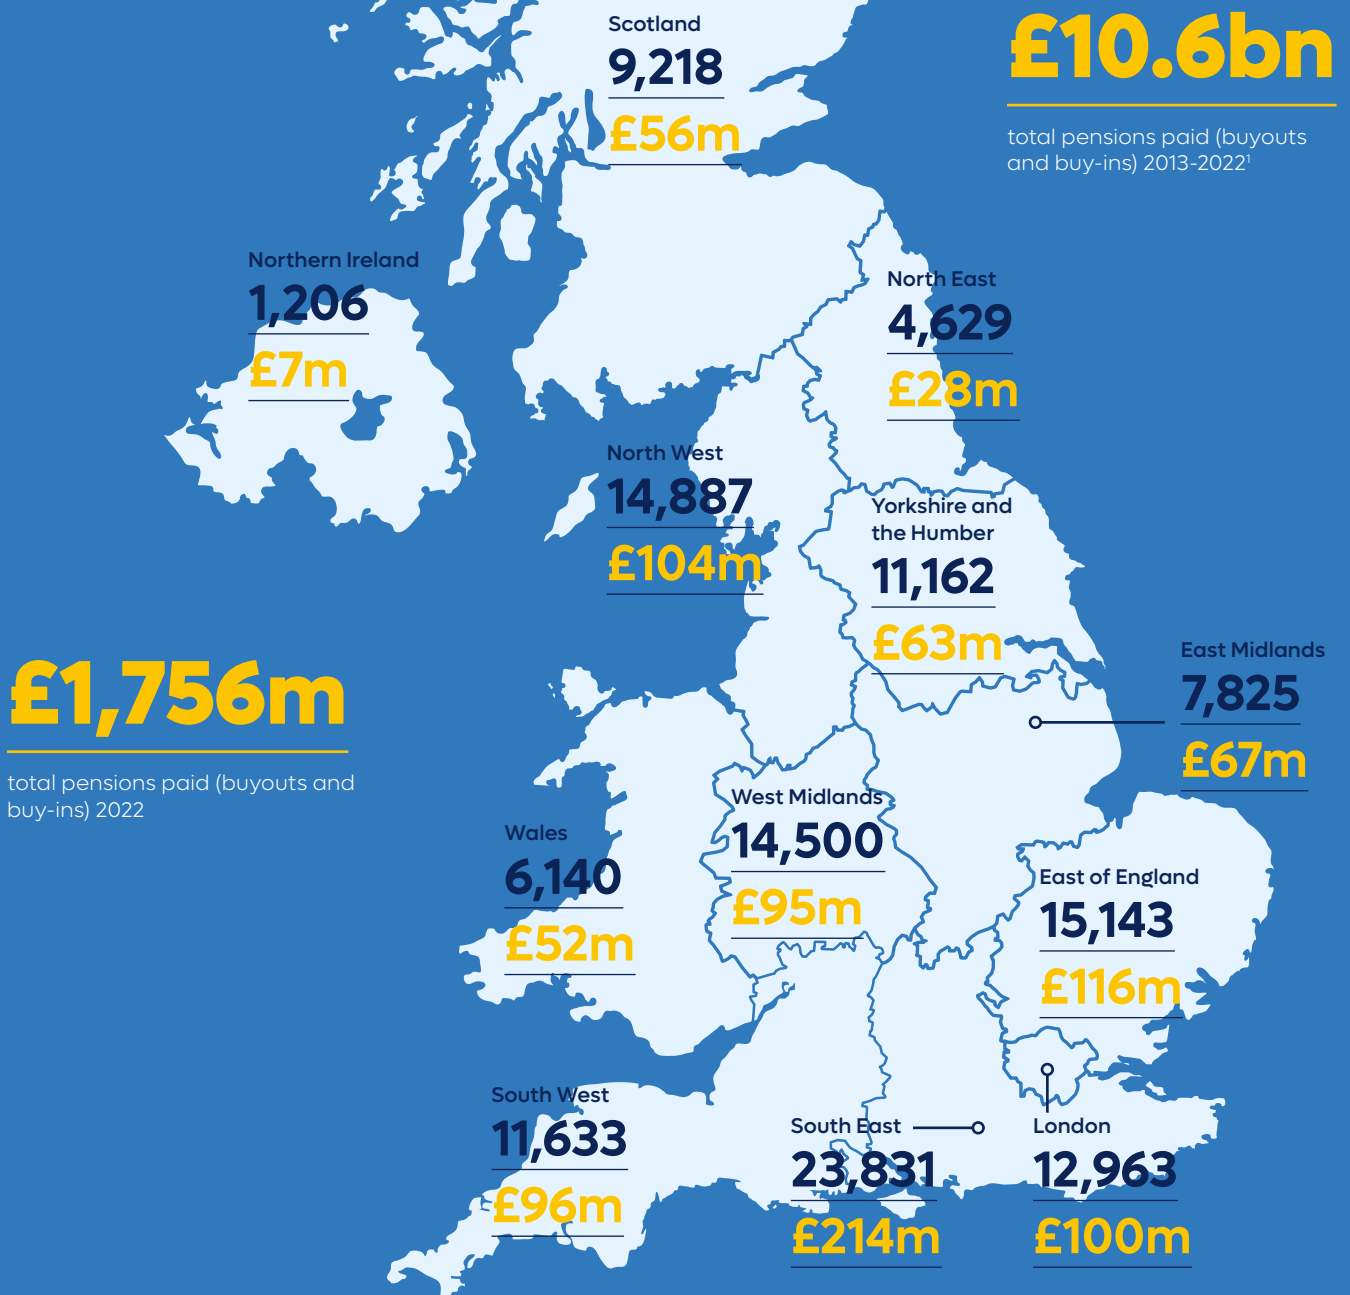 Scotland
9,218
£56m
£10.6bn
total pensions paid (buyouts
and buy-ins) 2013-2022¹
Northern Ireland
1,206
£7m
North East
4,629
£28m
North West
14,887
£104m
Yorkshire and
the Humber
11,162
£63m
East Midlands
7,825
£67m
£1,756m
total pensions paid (buyouts and
buy-ins) 2022
West Midlands
14,500
£95m
Wales
6,140
£52m
East of England
15,143
£116m
South West
11,633
£96m
South East
23,831
£214m
London
12,963
£100m